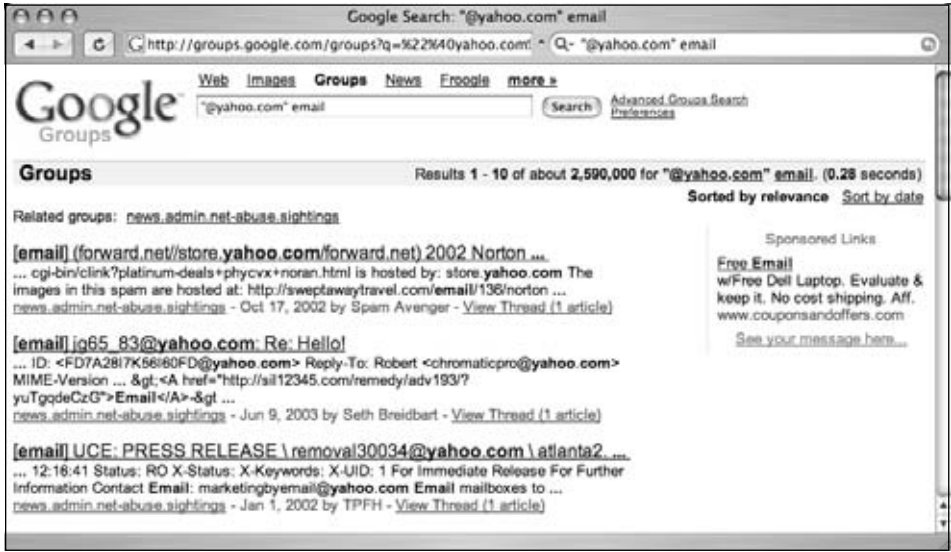 Google Search: "@yahoo.com" email
http://groups.google.com/groups?q=%22%40yahoo.com "@yahoo.com" email
Web Images Groups News Froogle more »
Google Groups
"@yahoo.com" email Search Advanced Groups Search
Preferences
Groups Results 1 - 10 of about 2,590,000 for "@yahoo.com" email. (0.28 seconds)
Sorted by relevance Sort by date
Related groups: news.admin.net-abuse.sightings
[email] (forward.net//store.yahoo.com/forward.net) 2002 Norton ...
... cgi-bin/clink?platinum-deals+phycvx+noran.html is hosted by: store.yahoo.com The
images in this spam are hosted at: http://sweptawaytravel.com/email/136/norton ...
news.admin.net-abuse.sightings - Oct 17, 2002 by Spam Avenger - View Thread (1 article)
[email] jg65_83@yahoo.com: Re: Hello!
... ID: <FD7A28I7K56I60FD@yahoo.com> Reply-To: Robert <chromaticpro@yahoo.com>
MIME-Version ... &gt;<A href="http://sil12345.com/remedy/adv193/?
yuTgqdeCzG">Email</A>-&gt ...
news.admin.net-abuse.sightings - Jun 9, 2003 by Seth Breidbart - View Thread (1 article)
[email] UCE: PRESS RELEASE \ removal30034@yahoo.com \ atlanta2. ...
... 12:16:41 Status: RO X-Status: X-Keywords: X-UID: 1 For Immediate Release For Further
Information Contact Email: marketingbyemail@yahoo.com Email mailboxes to ...
news.admin.net-abuse.sightings - Jan 1, 2002 by TPFH - View Thread (1 article)
Sponsored Links
Free Email
w/Free Dell Laptop. Evaluate &
keep it. No cost shipping. Aff.
www.couponsandoffers.com
See your message here...